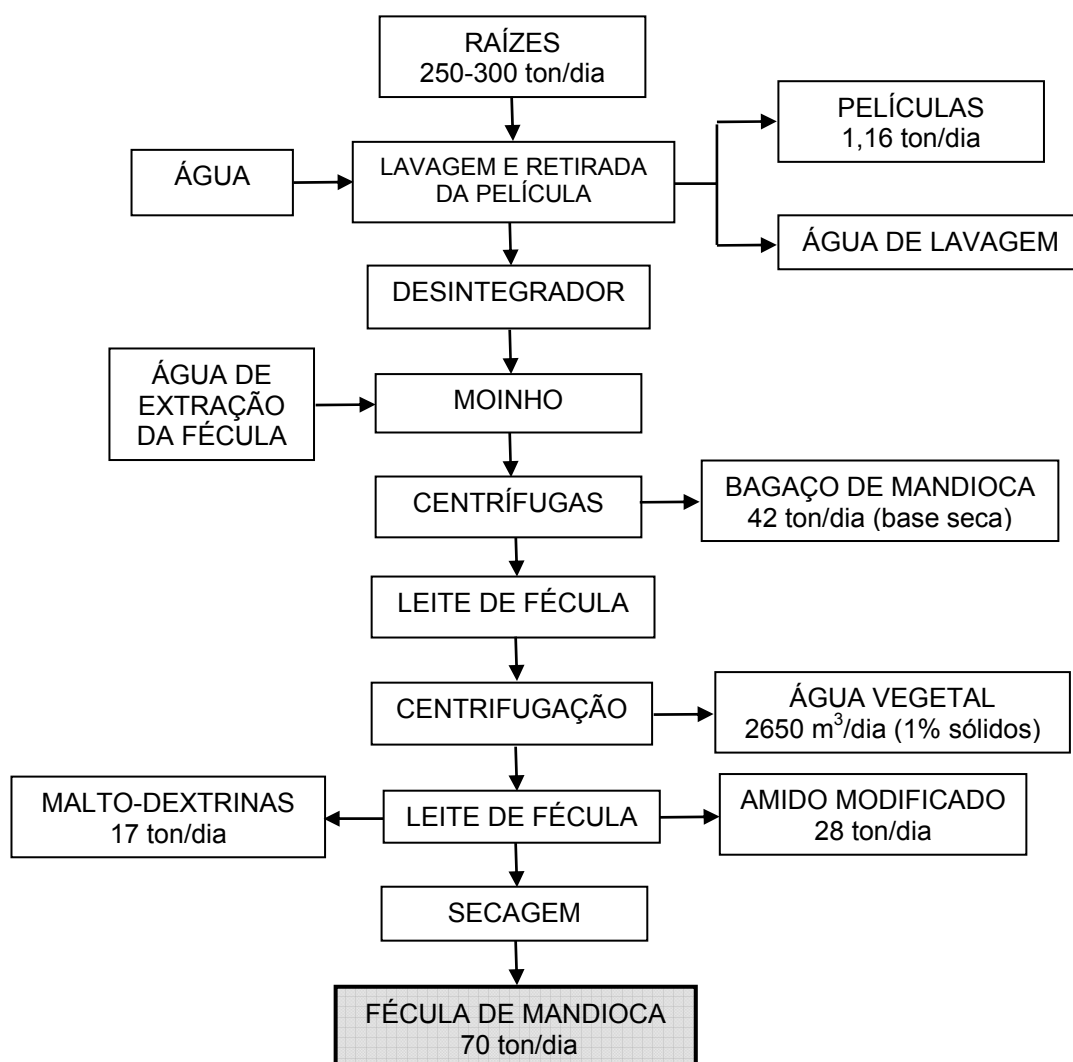 RAÍZES
250-300 ton/dia
PELÍCULAS
1,16 ton/dia
ÁGUA
LAVAGEM E RETIRADA
DA PELÍCULA
ÁGUA DE LAVAGEM
DESINTEGRADOR
ÁGUA DE
EXTRAÇÃO
DA FÉCULA
MOINHO
CENTRÍFUGAS
BAGAÇO DE MANDIOCA
42 ton/dia (base seca)
LEITE DE FÉCULA
CENTRIFUGAÇÃO
ÁGUA VEGETAL
2650 m³/dia (1% sólidos)
MALTO-DEXTRINAS
17 ton/dia
LEITE DE FÉCULA
AMIDO MODIFICADO
28 ton/dia
SECAGEM
FÉCULA DE MANDIOCA
70 ton/dia